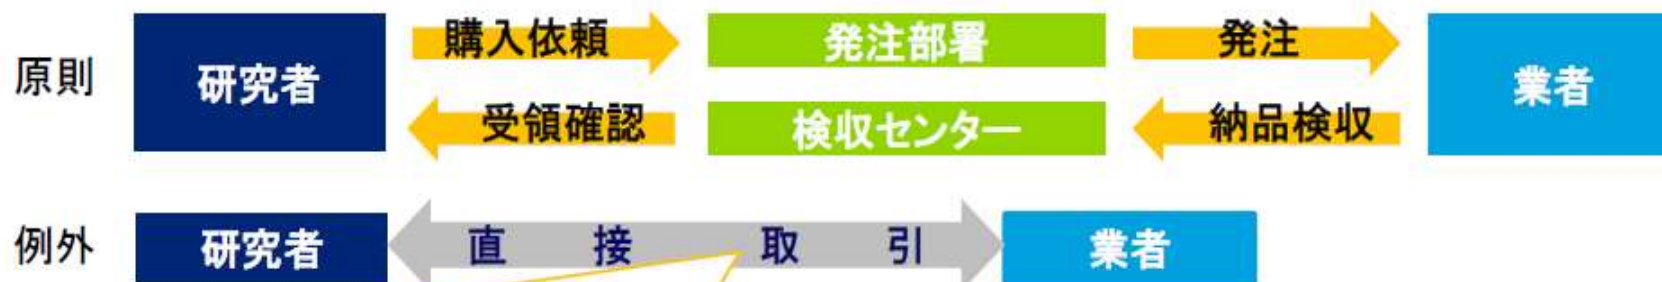 原則
研究者
購入依頼
発注部署
発注
業者
受領確認
検収センター
納品検収
例外
研究者
直接取引
業者